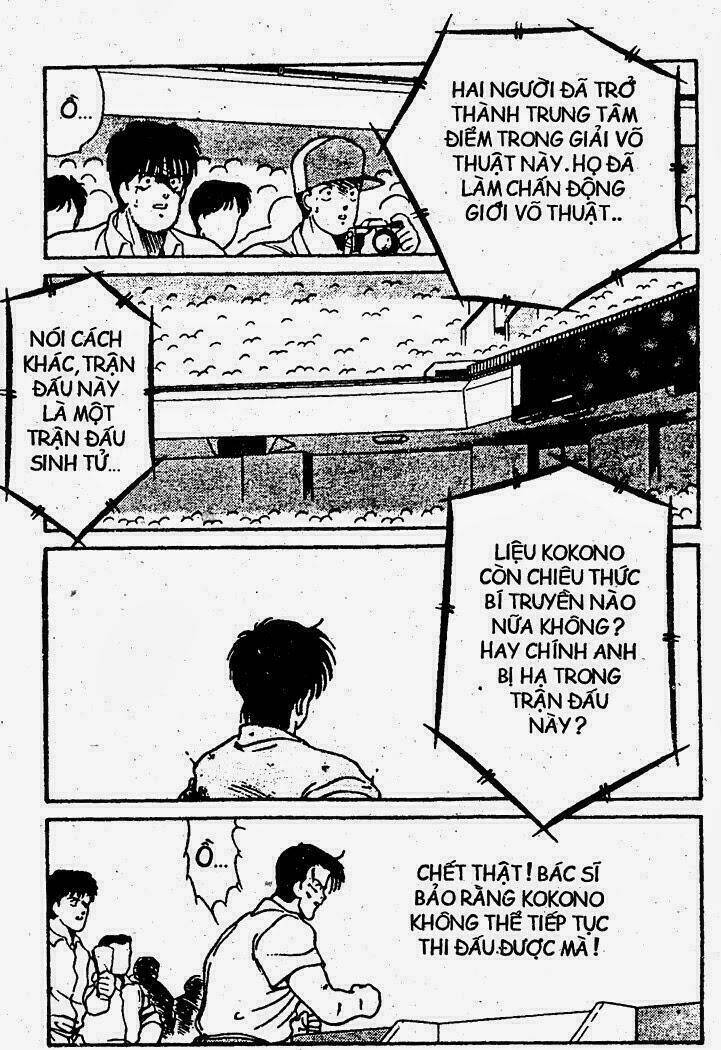 Ồ...
HAI NGƯỜI ĐÃ TRỞ
THÀNH TRUNG TÂM
ĐIỂM TRONG GIẢI VÕ
THUẬT NÀY. HỌ ĐÃ
LÀM CHẤN ĐỘNG
GIỚI VÕ THUẬT..
NÓI CÁCH
KHÁC, TRẬN
ĐẤU NÀY
LÀ MỘT
TRẬN ĐẤU
SINH TỬ...
LIỆU KOKONO
CÒN CHIÊU THỨC
BÍ TRUYỀN NÀO
NỮA KHÔNG?
HAY CHÍNH ANH
BỊ HẠ TRONG
TRẬN ĐẤU
NÀY?
Ồ...
CHẾT THẬT! BÁC SĨ
BẢO RẰNG KOKONO
KHÔNG THỂ TIẾP TỤC
THI ĐẤU.ĐƯỢC MÀ!